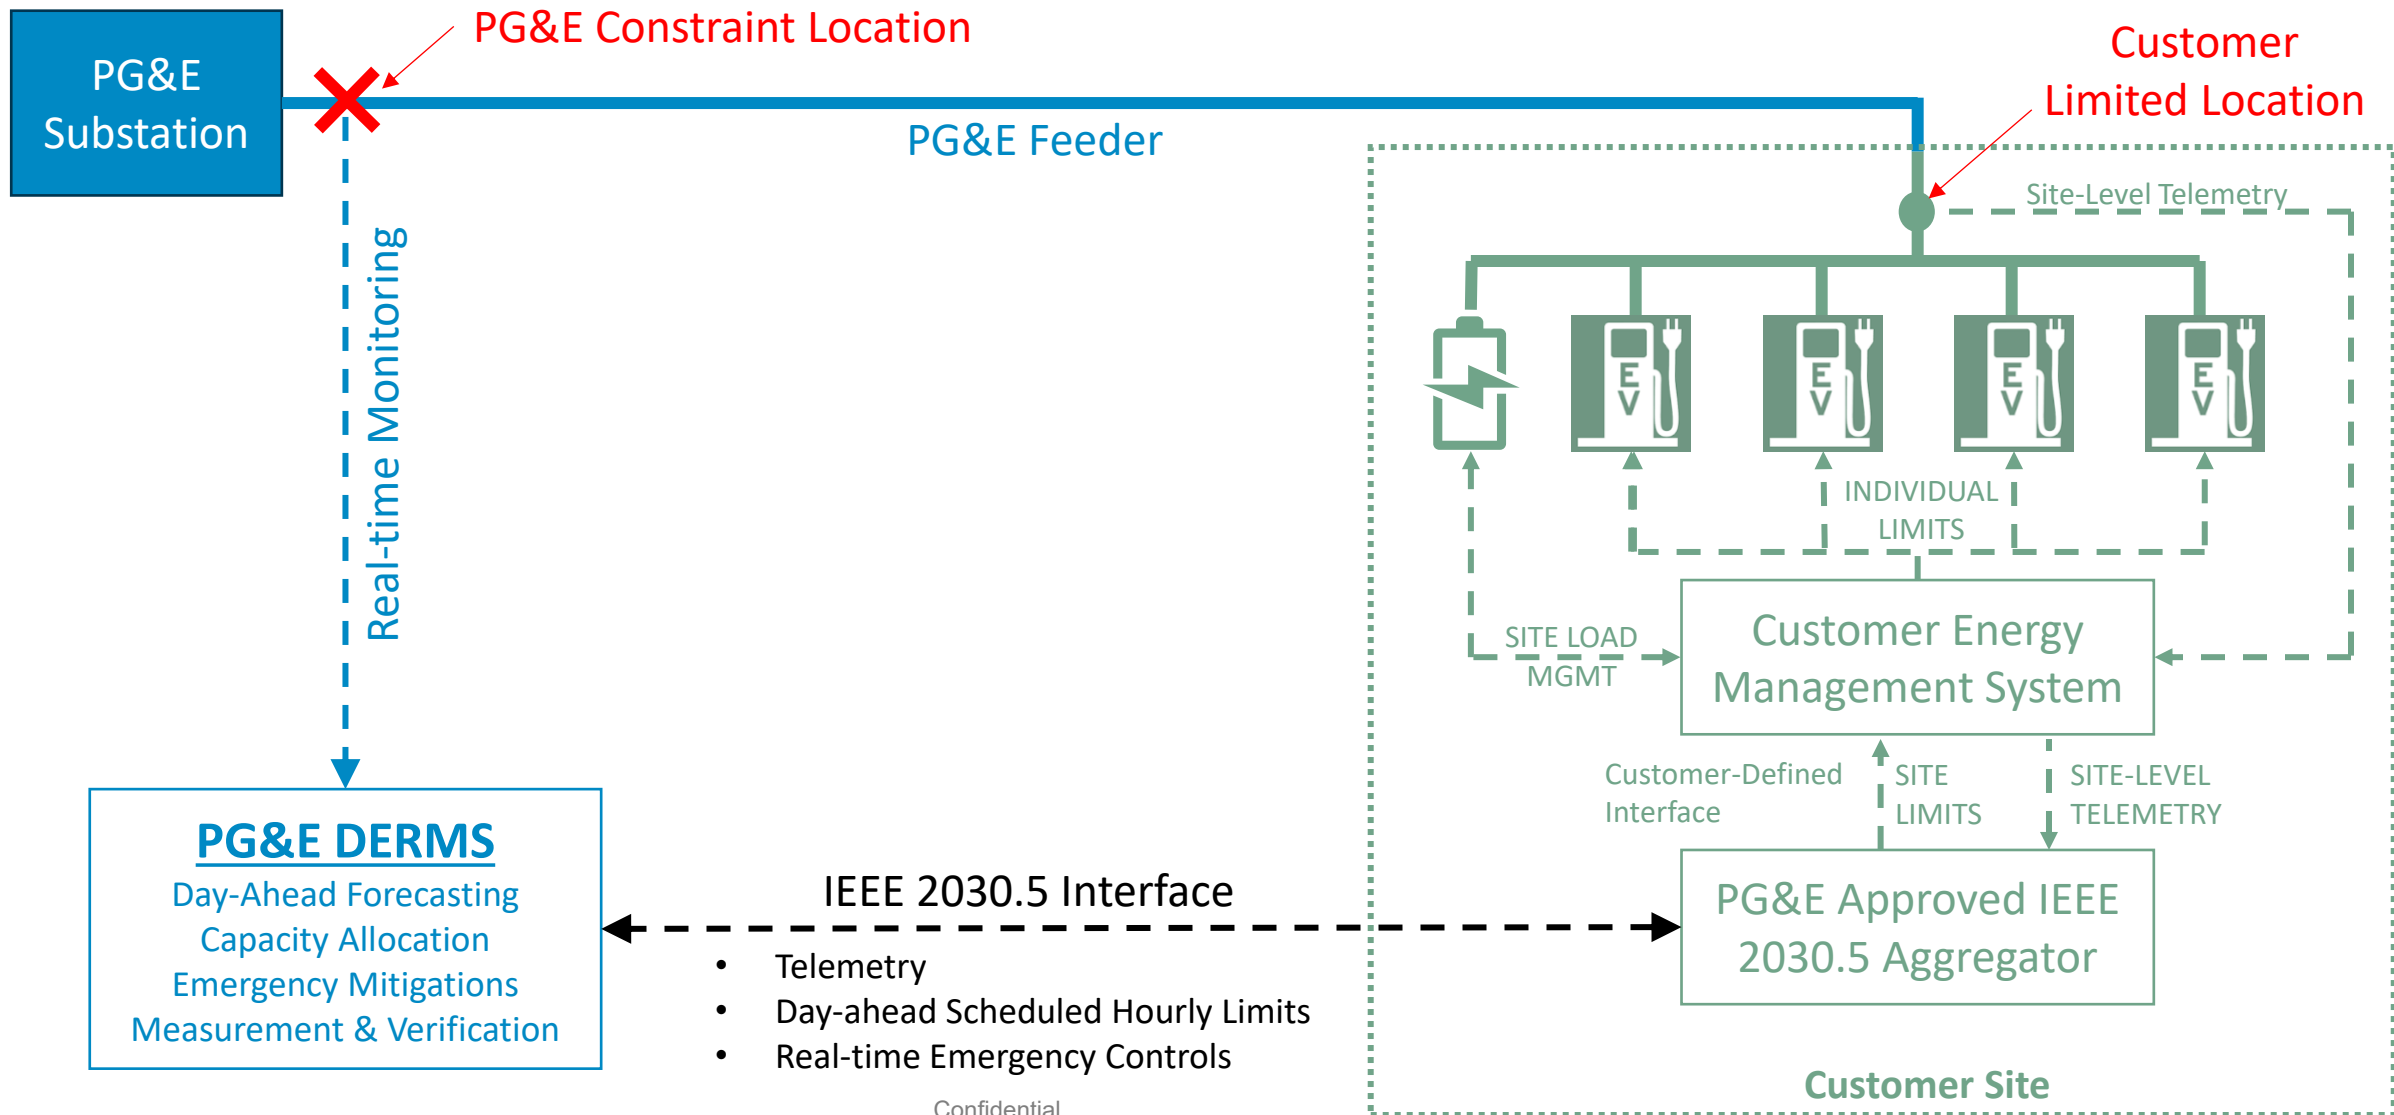 PG&E Constraint Location
PG&E
Substation
Customer
Limited Location
PG&E Feeder
Site-Level Telemetry
Real-time Monitoring
E
V
E
V
E
V
E
V
INDIVIDUAL
LIMITS
SITE LOAD
MGMT
Customer Energy
Management System
Customer-Defined
Interface
SITE
LIMITS
SITE-LEVEL
TELEMETRY
PG&E DERMS
Day-Ahead Forecasting
Capacity Allocation
Emergency Mitigations
Measurement & Verification
IEEE 2030.5 Interface
• Telemetry
• Day-ahead Scheduled Hourly Limits
• Real-time Emergency Controls
PG&E Approved IEEE
2030.5 Aggregator
Customer Site
Confidential